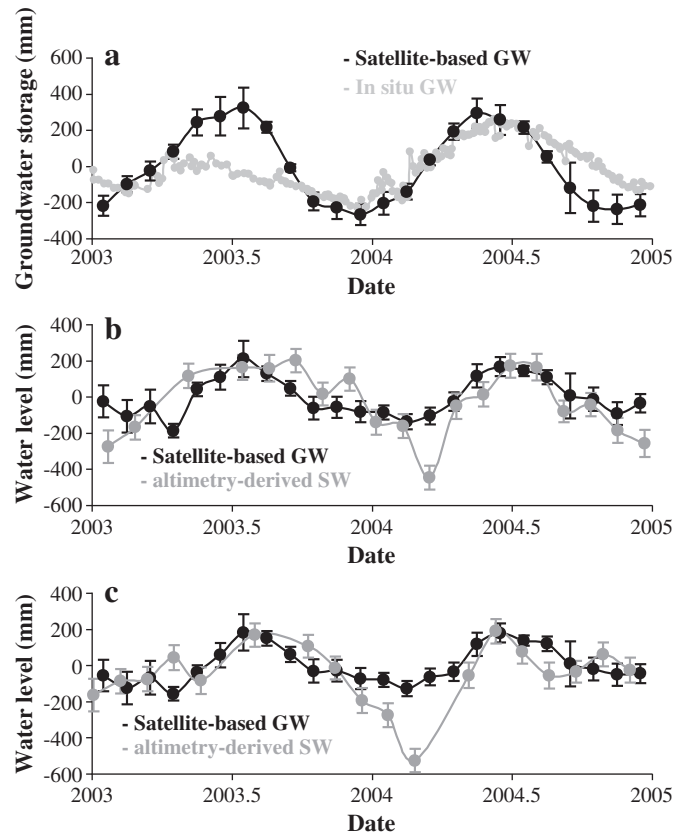 a
- Satellite-based GW
- In situ GW
Groundwater storage (mm)
600
400
200
0
-200
-400
2003
2003.5
2004
2004.5
2005
Date
b
Water level (mm)
400
200
0
-200
-400
-600
- Satellite-based GW
- altimetry-derived SW
2003
2003.5
2004
2004.5
2005
Date
c
Water level (mm)
400
200
0
-200
-400
-600
- Satellite-based GW
- altimetry-derived SW
2003
2003.5
2004
2004.5
2005
Date